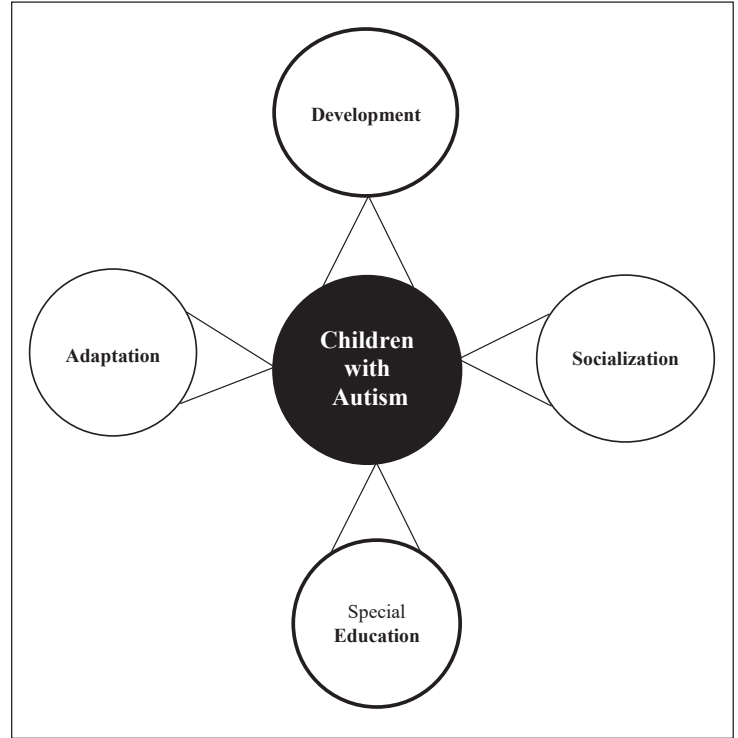 Development
Adaptation
Children
with
Autism
Socialization
Special
Education